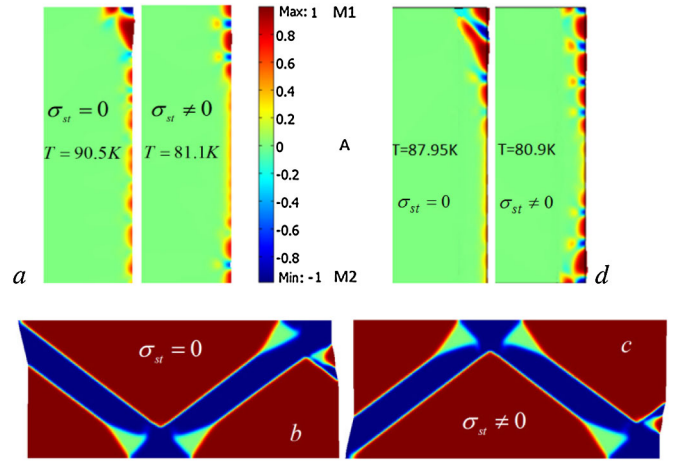 Max: 1 M1
0.8
0.6
0.4
0.2
0
-0.2
-0.4
-0.6
-0.8
Min: -1 M2
A
σst = 0
T = 90.5K
σst ≠ 0
T = 81.1K
a
T=87.95K
σst = 0
T=80.9K
σst ≠ 0
d
σst = 0
b
σst ≠ 0
c